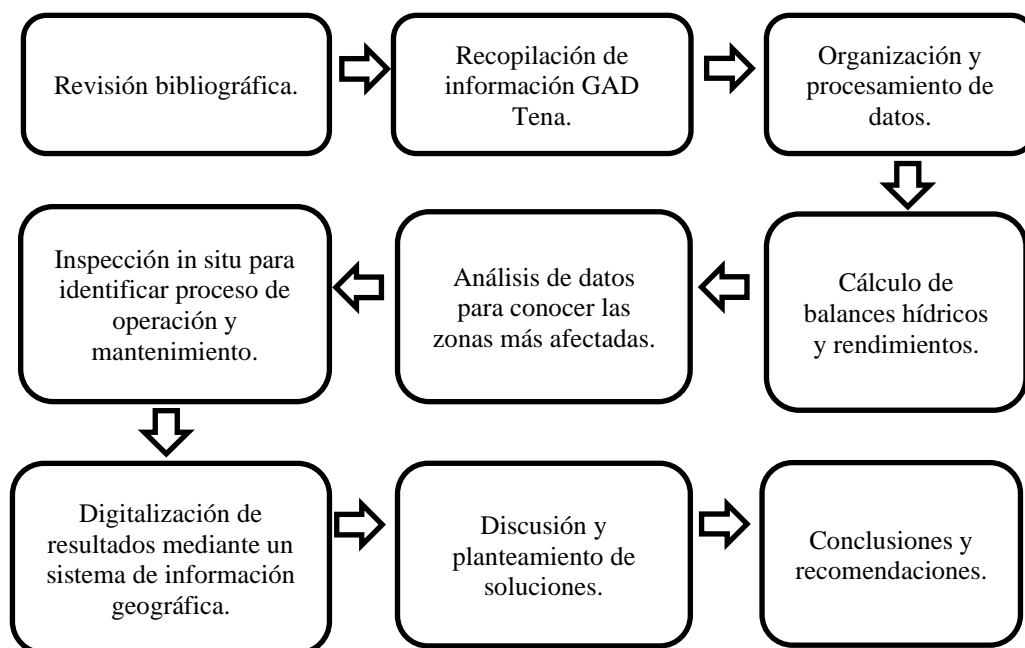 Revisión bibliográfica.
Recopilación de
información GAD
Tena.
Organización y
procesamiento de
datos.
Cálculo de
balances hídricos
y rendimientos.
Análisis de datos
para conocer las
zonas más afectadas.
Inspección in situ para
identificar proceso de
operación y
mantenimiento.
Digitalización de
resultados mediante un
sistema de información
geográfica.
Discusión y
planteamiento de
soluciones.
Conclusiones y
recomendaciones.